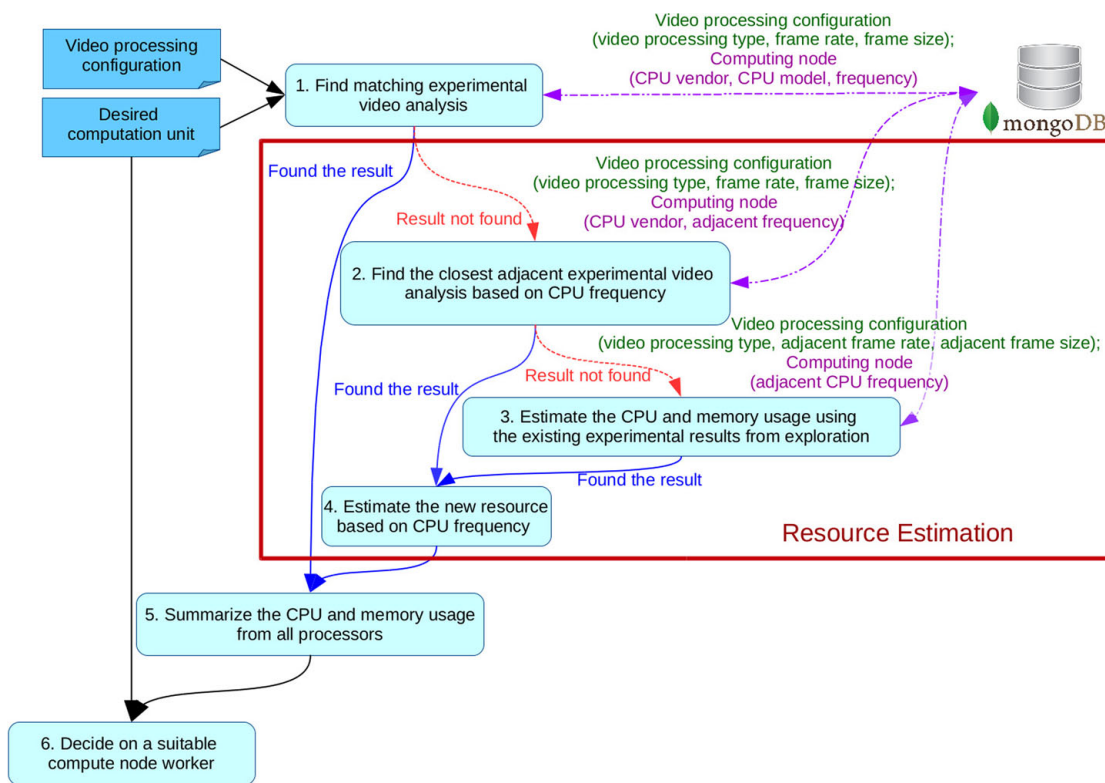 Video processing
configuration
Desired
computation unit
1. Find matching experimental
video analysis
Video processing configuration
(video processing type, frame rate, frame size);
Computing node
(CPU vendor, CPU model, frequency)
mongoDB
Found the result
Result not found
Video processing configuration
(video processing type, frame rate, frame size);
Computing node
(CPU vendor, adjacent frequency)
2. Find the closest adjacent experimental video
analysis based on CPU frequency
Found the result
Result not found
Video processing configuration
(video processing type, adjacent frame rate, adjacent frame size);
Computing node
(adjacent CPU frequency)
3. Estimate the CPU and memory usage using
the existing experimental results from exploration
Found the result
4. Estimate the new resource
based on CPU frequency
Resource Estimation
5. Summarize the CPU and memory usage
from all processors
6. Decide on a suitable
compute node worker